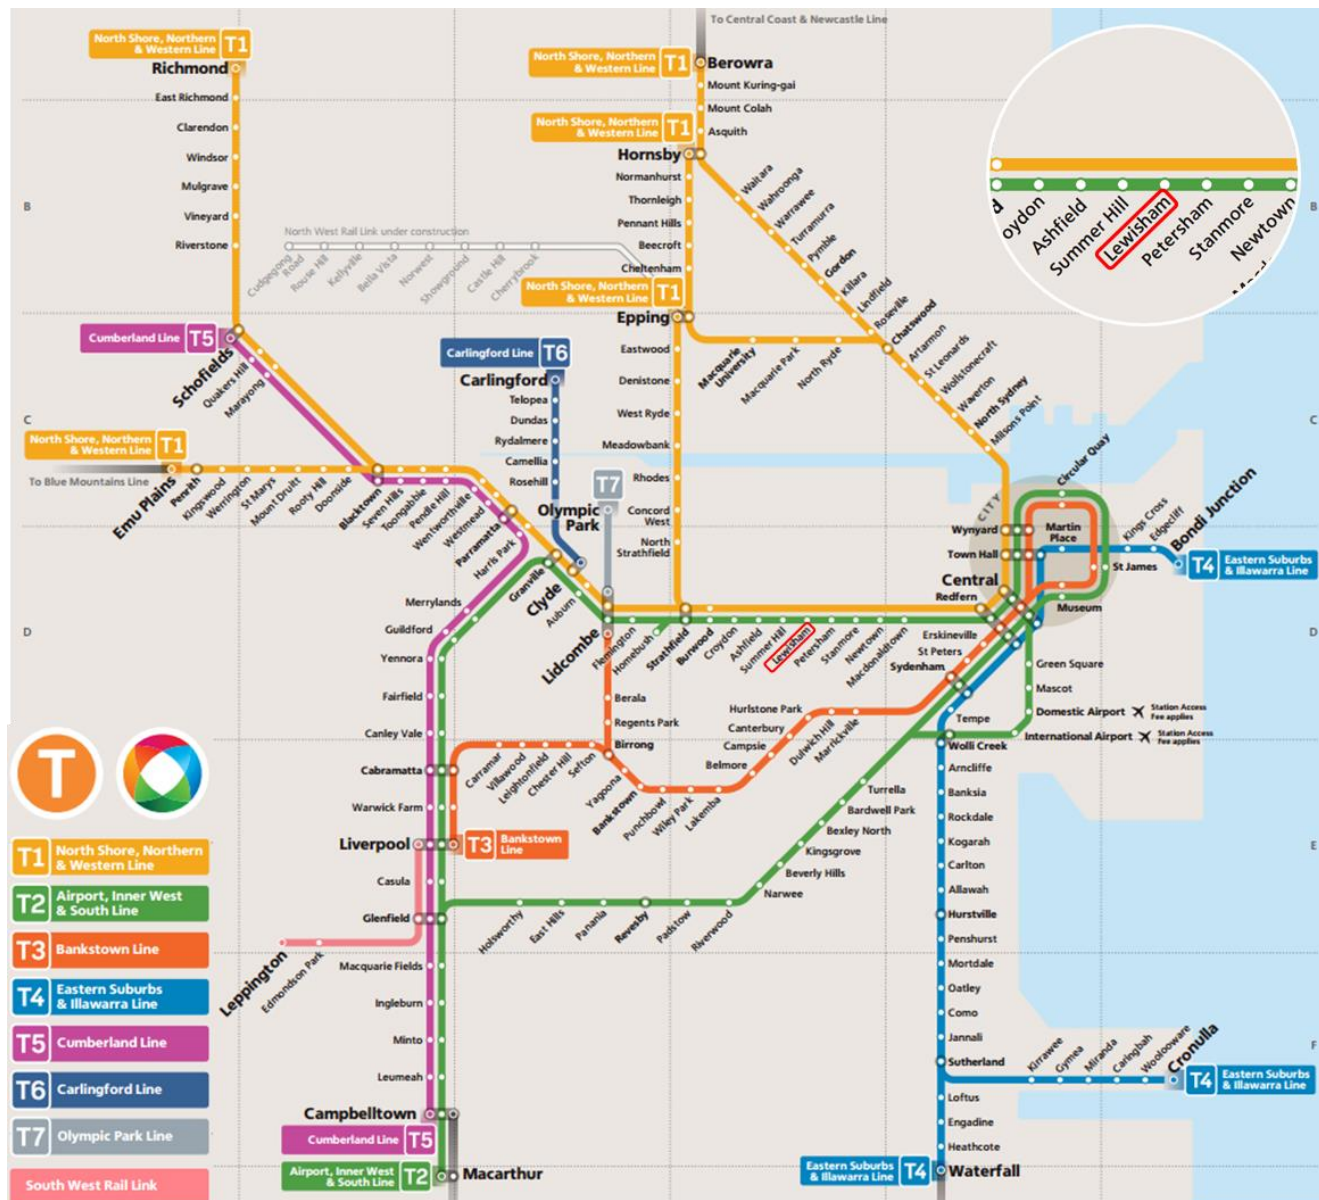 To Central Coast & Newcastle Line
North Shore, Northern
& Western Line T1
Richmond
East Richmond
Clarendon
Windsor
Mulgrave
Vineyard
Riverstone
North Shore, Northern
& Western Line T1
Berowra
Mount Kuring-gai
Mount Colah
Asquith
North Shore, Northern
& Western Line T1
Hornsby
Normanhurst
Thornleigh
Pennant Hills
Beecroft
Cheltenham
Waitara
Wahroonga
Warrawee
Turramurra
Pymble
Gordon
Killara
Lindfield
Roseville
Chatswood
Artarmon
St Leonards
Wollstonecraft
Waverton
North Sydney
Milsons Point
d
oydon
Ashfield
Summer Hill
Lewisham
Petersham
Stanmore
Newtown
B
B
North West Rail Link under construction
Cudgegong
Road
Rouse Hill
Kellyville
Bella Vista
Norwest
Showground
Castle Hill
Cherrybrook
North Shore, Northern
& Western Line T1
Epping
Eastwood
Denistone
West Ryde
Meadowbank
Rhodes
Concord
West
North
Strathfield
Macquarie
University
Macquarie Park
North Ryde
Cumberland Line T5
Schofields
Quakers Hill
Marayong
Carlingford Line T6
Carlingford
Telopea
Dundas
Rydalmere
Camellia
Rosehill
C
C
North Shore, Northern
& Western Line T1
To Blue Mountains Line
Emu Plains
Penrith
Kingswood
Werrington
St Marys
Mount Druitt
Rooty Hill
Doonside
Blacktown
Seven Hills
Toongabbie
Pendle Hill
Wentworthville
Westmead
Parramatta
Harris Park
T7
Olympic
Park
Granville
Clyde
Auburn
Lidcombe
Flemington
Homebush
Strathfield
Burwood
Croydon
Ashfield
Summer Hill
Lewisham
Petersham
Stanmore
Newtown
Macdonaldtown
CITY
Circular Quay
Wynyard
Martin
Place
Town Hall
St James
Central
Redfern
Museum
Kings Cross
Edgecliff
Bondi Junction
T4 Eastern Suburbs
& Illawarra Line
D
D
Merrylands
Guildford
Yennora
Fairfield
Canley Vale
Cabramatta
Warwick Farm
Liverpool
Casula
Glenfield
Macquarie Fields
Ingleburn
Minto
Leumeah
Campbelltown
Cumberland Line T5
Airport, Inner West
& South Line T2
Macarthur
Berala
Regents Park
Birrong
Carramar
Villawood
Leightonfield
Chester Hill
Sefton
Yagoona
Bankstown
Punchbowl
Wiley Park
Lakemba
Belmore
Campsie
Canterbury
Hurlstone Park
Dulwich Hill
Marrickville
T3 Bankstown
Line
Erskineville
St Peters
Sydenham
Green Square
Mascot
Domestic Airport Station Access
Fee applies
International Airport Station Access
Fee applies
Tempe
Wolli Creek
Arncliffe
Banksia
Rockdale
Kogarah
Carlton
Allawah
Hurstville
Penshurst
Mortdale
Oatley
Como
Jannali
Sutherland
Loftus
Engadine
Heathcote
Eastern Suburbs
& Illawarra Line T4
Waterfall
Turrella
Bardwell Park
Bexley North
Kingsgrove
Beverly Hills
Narwee
Riverwood
Padstow
Revesby
Panania
East Hills
Holsworthy
Leppington
Edmondson Park
Kirrawee
Gymea
Miranda
Caringbah
Woolooware
Cronulla
T4 Eastern Suburbs
& Illawarra Line
E
E
F
T
T1 North Shore, Northern
& Western Line
T2 Airport, Inner West
& South Line
T3 Bankstown Line
T4 Eastern Suburbs
& Illawarra Line
T5 Cumberland Line
T6 Carlingford Line
T7 Olympic Park Line
South West Rail Link